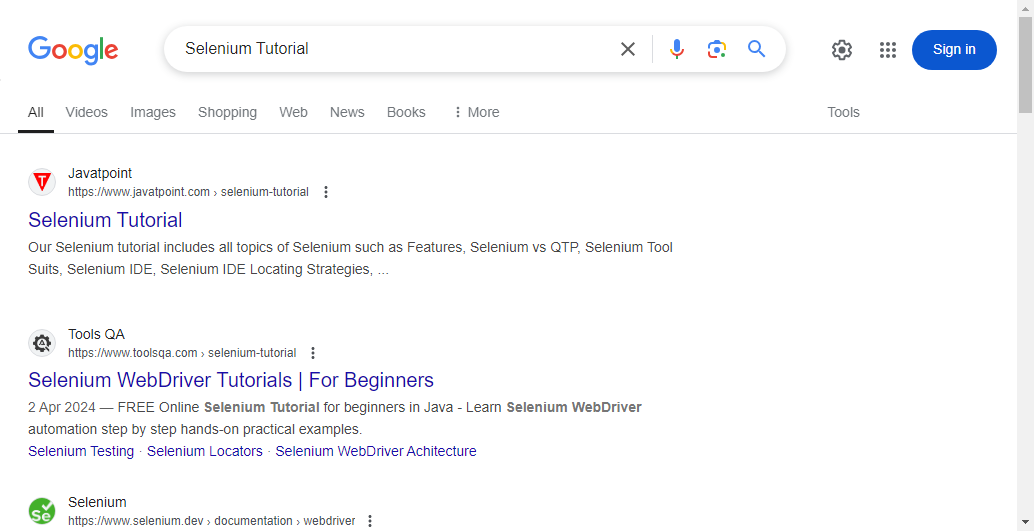 Google
Selenium Tutorial
Sign in
All Videos Images Shopping Web News Books More Tools
Javatpoint
https://www.javatpoint.com › selenium-tutorial
Selenium Tutorial
Our Selenium tutorial includes all topics of Selenium such as Features, Selenium vs QTP, Selenium Tool
Suits, Selenium IDE, Selenium IDE Locating Strategies, ...
Tools QA
https://www.toolsqa.com › selenium-tutorial
Selenium WebDriver Tutorials | For Beginners
2 Apr 2024 — FREE Online Selenium Tutorial for beginners in Java - Learn Selenium WebDriver
automation step by step hands-on practical examples.
Selenium Testing · Selenium Locators · Selenium WebDriver Achitecture
Se
Selenium
https://www.selenium.dev › documentation › webdriver